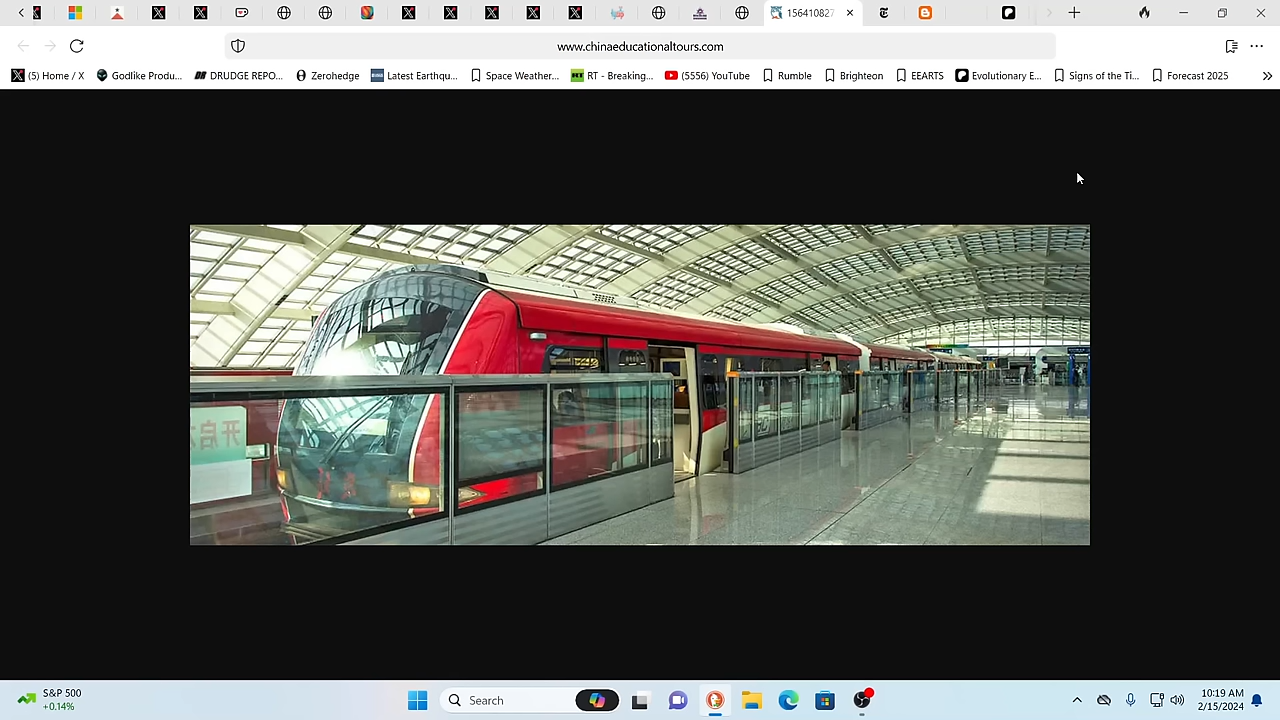 156410827
www.chinaeducationaltours.com
(5) Home / X
Godlike Produ...
DRUDGE REPO...
Zerohedge
Latest Earthqu...
Space Weather...
RT - Breaking...
(5556) YouTube
Rumble
Brighteon
EEARTS
Evolutionary E...
Signs of the Ti...
Forecast 2025
开启
S&P 500
+0.14%
Search
10:19 AM
2/15/2024